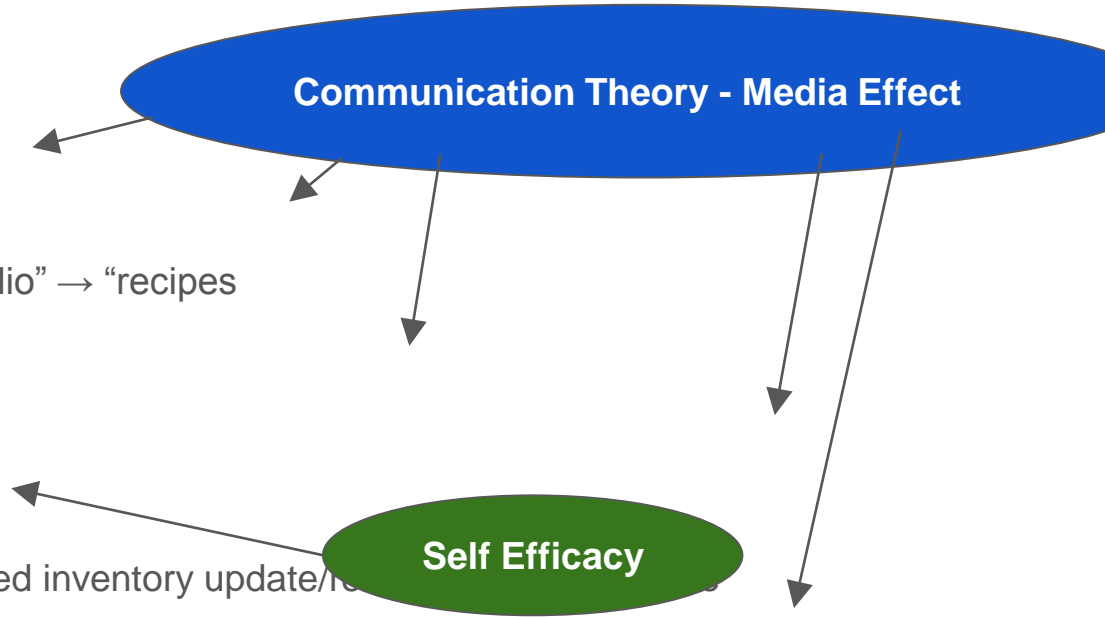 Communication Theory - Media Effect
lio” → “recipes
Self Efficacy
ed inventory update/